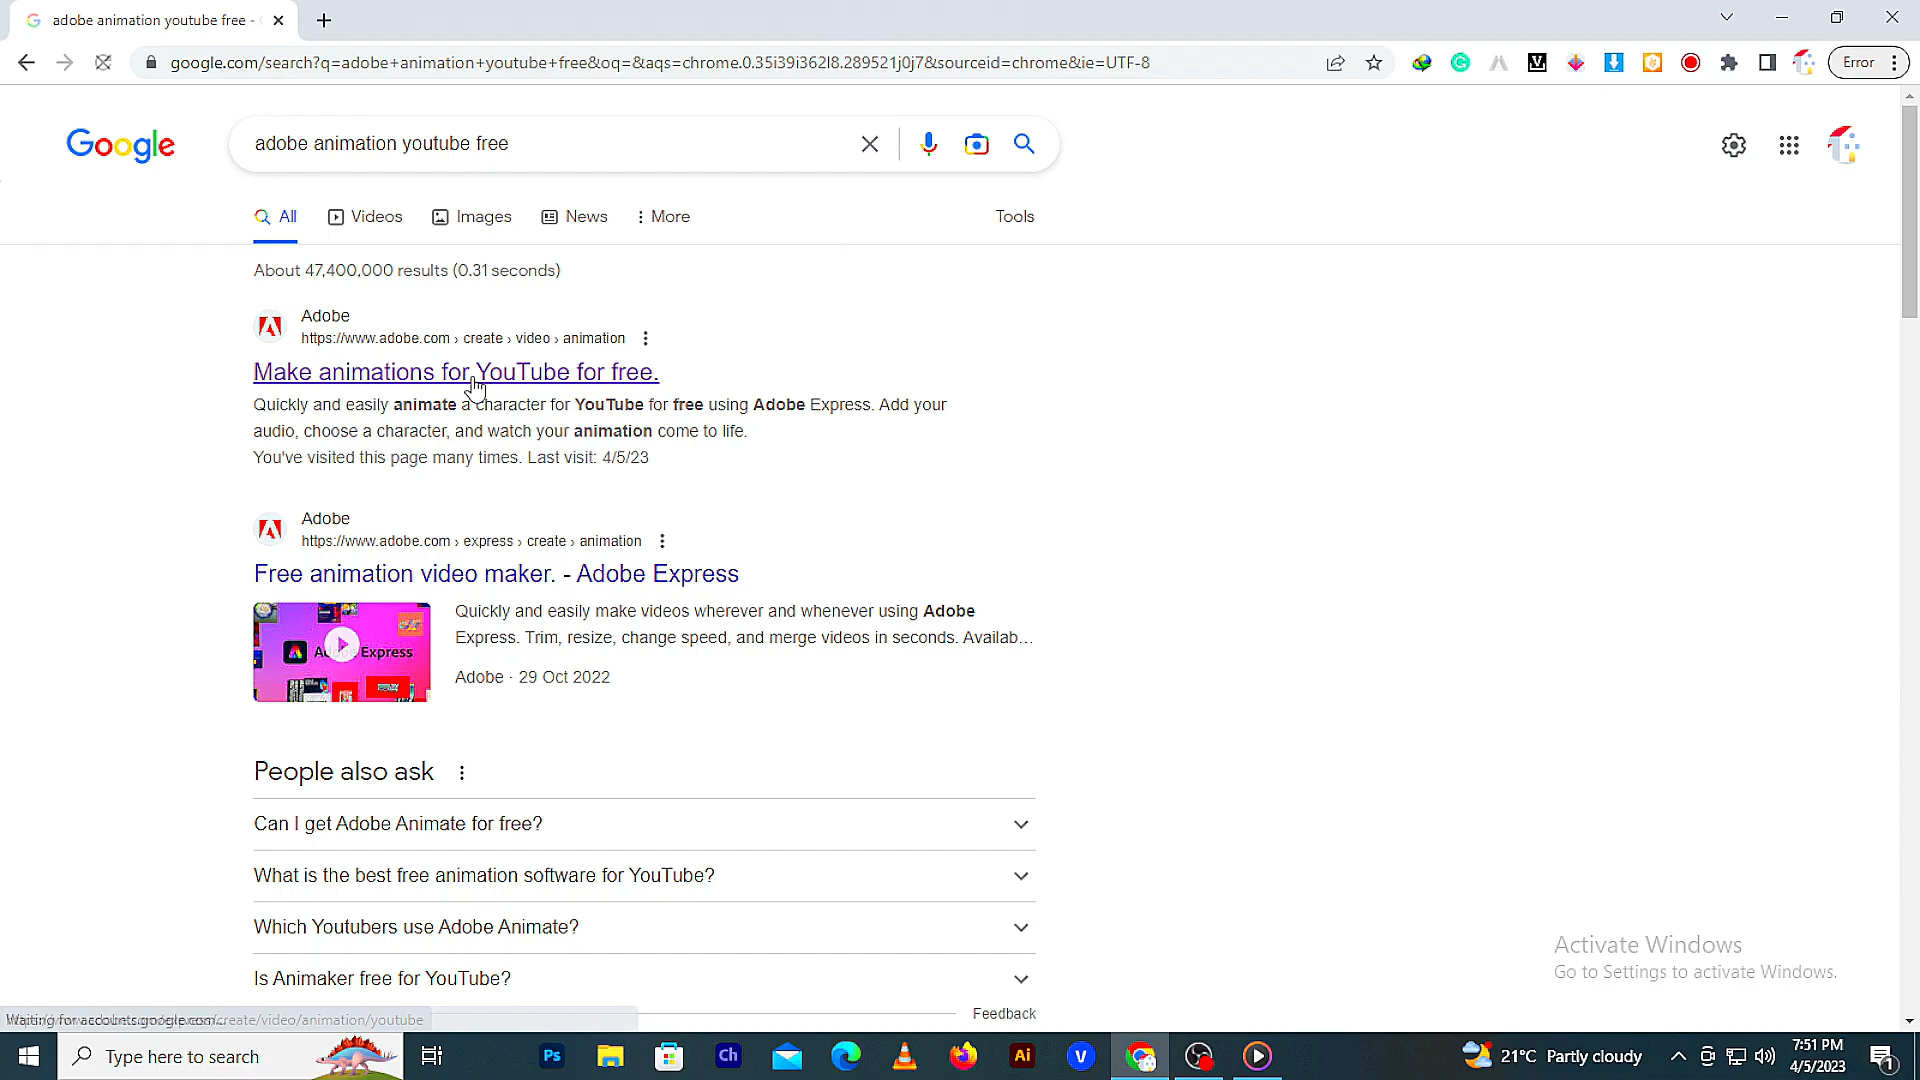 adobe animation youtube free -
google.com/search?q=adobe+animation+youtube+free&oq=&aqs=chrome.0.35i39i362l8.289521j0j7&sourceid=chrome&ie=UTF-8
Error
Google
adobe animation youtube free
All
Videos
Images
News
More
Tools
About 47,400,000 results (0.31 seconds)
Adobe
https://www.adobe.com › create › video › animation
Make animations for YouTube for free.
Quickly and easily animate a character for YouTube for free using Adobe Express. Add your
audio, choose a character, and watch your animation come to life.
You've visited this page many times. Last visit: 4/5/23
Adobe
https://www.adobe.com › express › create › animation
Free animation video maker. - Adobe Express
Quickly and easily make videos wherever and whenever using Adobe
Express. Trim, resize, change speed, and merge videos in seconds. Availab...
Adobe · 29 Oct 2022
Express
People also ask
Can I get Adobe Animate for free?
What is the best free animation software for YouTube?
Which Youtubers use Adobe Animate?
Is Animaker free for YouTube?
Feedback
Activate Windows
Go to Settings to activate Windows.
create/video/animation/youtube
Type here to search
Ps
Ch
Ai
V
21°C Partly cloudy
7:51 PM
4/5/2023
1